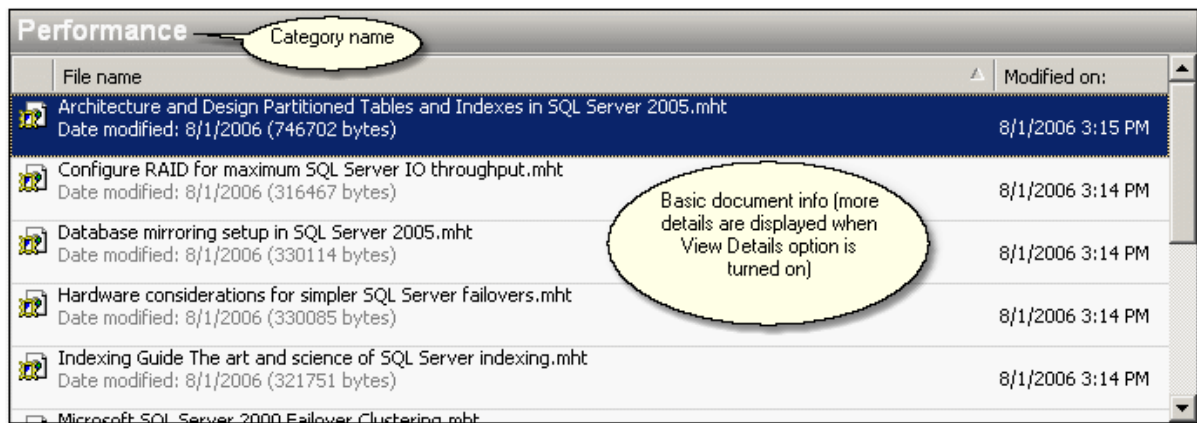 Performance
Category name
File name
Modified on:
Architecture and Design Partitioned Tables and Indexes in SQL Server 2005.mht
Date modified: 8/1/2006 (746702 bytes)
8/1/2006 3:15 PM
Configure RAID for maximum SQL Server IO throughput.mht
Date modified: 8/1/2006 (316467 bytes)
8/1/2006 3:14 PM
Basic document info (more
details are displayed when
View Details option is
turned on)
Database mirroring setup in SQL Server 2005.mht
Date modified: 8/1/2006 (330114 bytes)
8/1/2006 3:14 PM
Hardware considerations for simpler SQL Server failovers.mht
Date modified: 8/1/2006 (330085 bytes)
8/1/2006 3:14 PM
Indexing Guide The art and science of SQL Server indexing.mht
Date modified: 8/1/2006 (321751 bytes)
8/1/2006 3:14 PM
Microsoft SQL Server 2000 Failover Clustering.mht